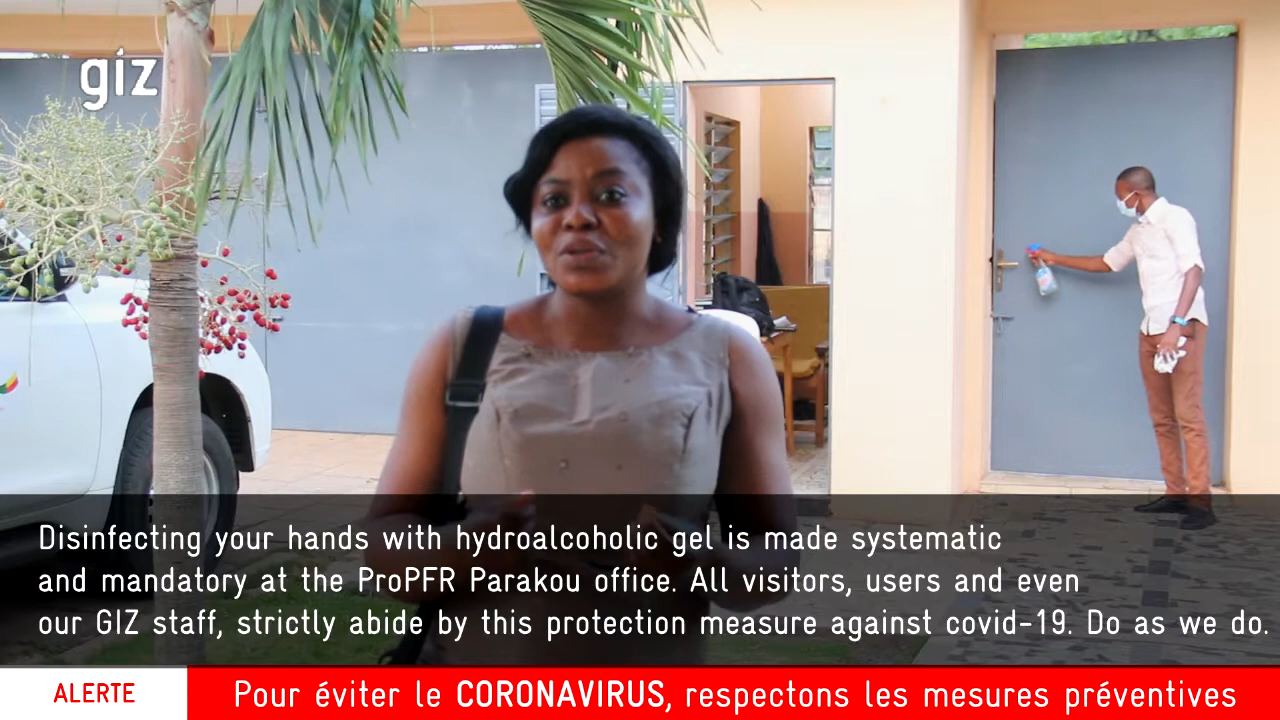 giz
Disinfecting your hands with hydroalcoholic gel is made systematic
and mandatory at the ProPFR Parakou office. All visitors, users and even
our GIZ staff, strictly abide by this protection measure against covid-19. Do as we do.
ALERTE
Pour éviter le CORONAVIRUS, respectons les mesures préventives